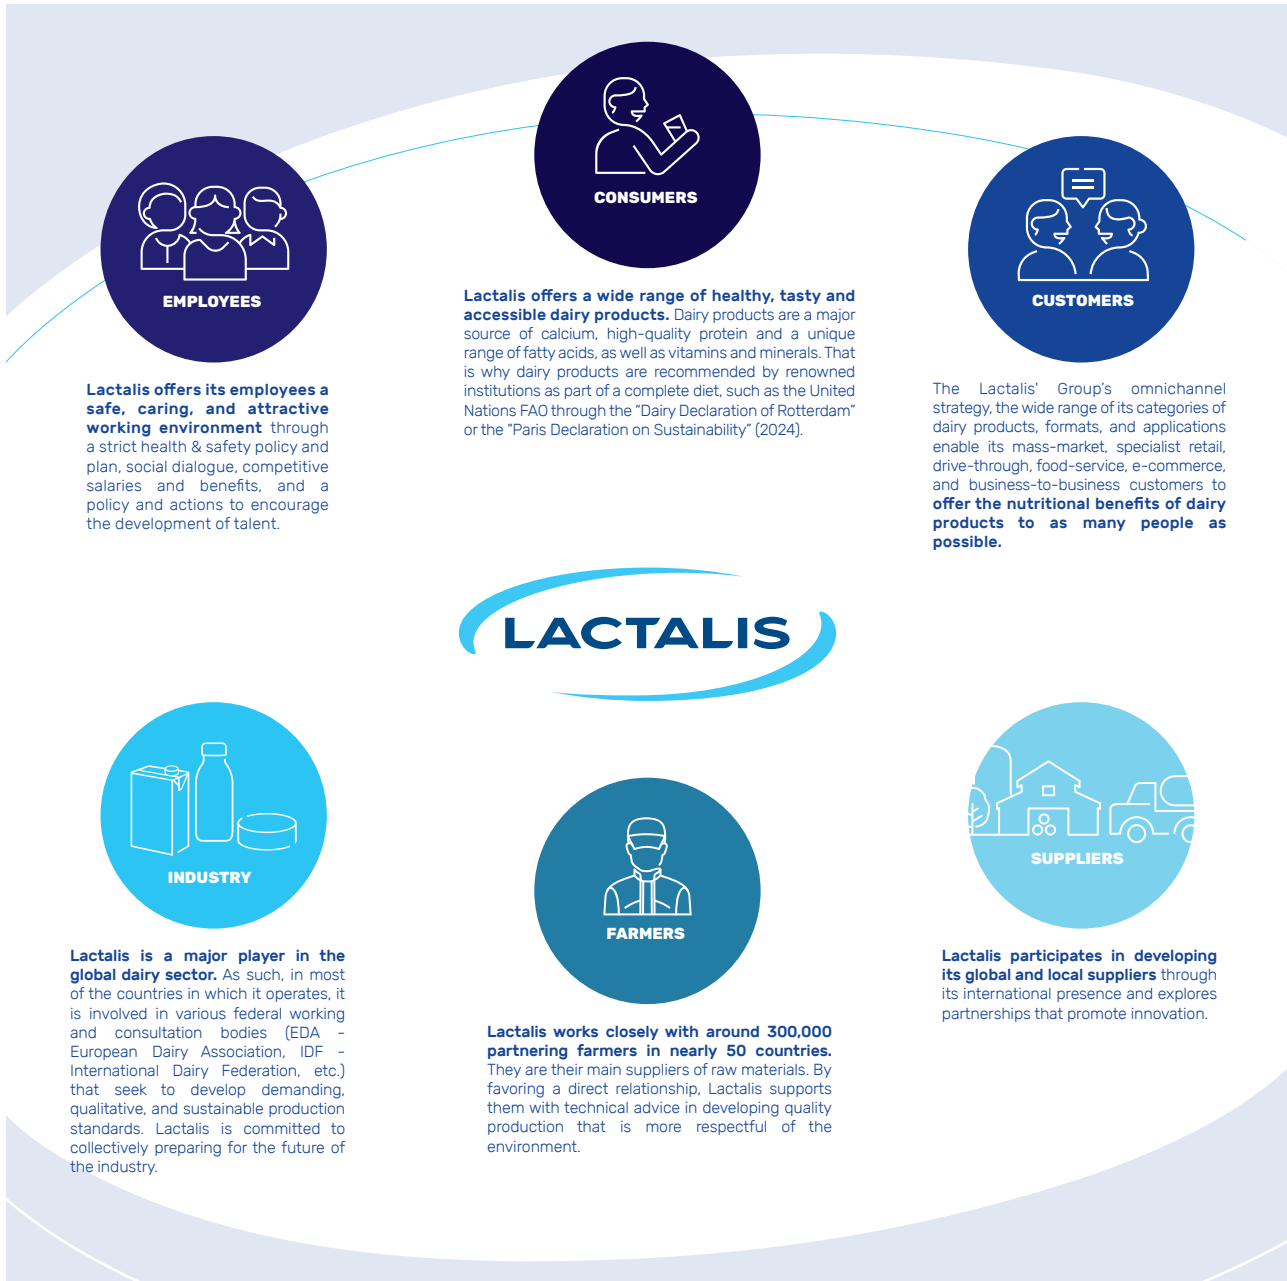 CONSUMERS
Lactalis offers a wide range of healthy, tasty and
accessible dairy products. Dairy products are a major
source of calcium, high-quality protein and a unique
range of fatty acids, as well as vitamins and minerals. That
is why dairy products are recommended by renowned
institutions as part of a complete diet, such as the United
Nations FAO through the “Dairy Declaration of Rotterdam”
or the "Paris Declaration on Sustainability” (2024).
EMPLOYEES
Lactalis offers its employees a
safe, caring, and attractive
working environment through
a strict health & safety policy and
plan, social dialogue, competitive
salaries and benefits, and a
policy and actions to encourage
the development of talent.
CUSTOMERS
The Lactalis' Group’s omnichannel
strategy, the wide range of its categories of
dairy products, formats, and applications
enable its mass-market, specialist retail,
drive-through, food-service, e-commerce,
and business-to-business customers to
offer the nutritional benefits of dairy
products to as many people as
possible.
LACTALIS
INDUSTRY
Lactalis is a major player in the
global dairy sector. As such, in most
of the countries in which it operates, it
is involved in various federal working
and consultation bodies (EDA -
European Dairy Association, IDF -
International Dairy Federation, etc.)
that seek to develop demanding,
qualitative, and sustainable production
standards. Lactalis is committed to
collectively preparing for the future of
the industry.
FARMERS
Lactalis works closely with around 300,000
partnering farmers in nearly 50 countries.
They are their main suppliers of raw materials. By
favoring a direct relationship, Lactalis supports
them with technical advice in developing quality
production that is more respectful of the
environment.
SUPPLIERS
Lactalis participates in developing
its global and local suppliers through
its international presence and explores
partnerships that promote innovation.